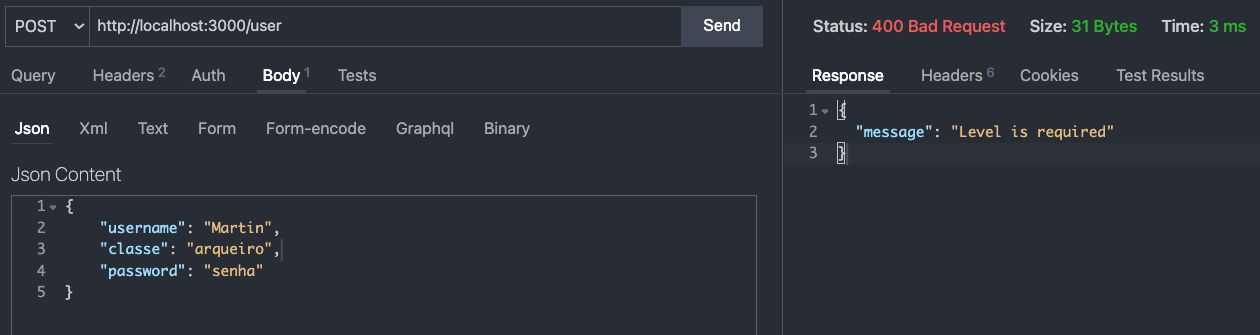 POST http://localhost:3000/user Send
Query Headers 2 Auth Body 1 Tests
Json Xml Text Form Form-encode Graphql Binary
Json Content
1 {
2 "username": "Martin",
3 "classe": "arqueiro",
4 "password": "senha"
5 }
Status: 400 Bad Request Size: 31 Bytes Time: 3 ms
Response Headers 6 Cookies Test Results
1 {
2 "message": "Level is required"
3 }